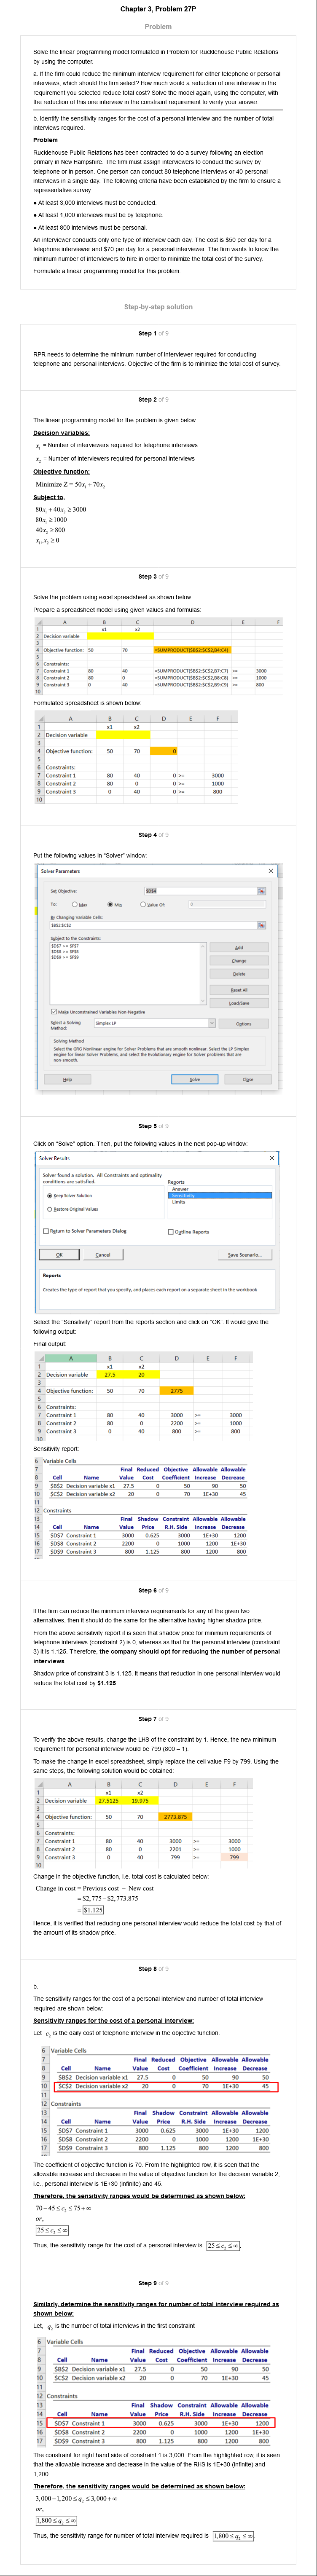 Chapter 3, Problem 27P
Problem
Solve the linear programming model formulated in Problem for Rucklehouse Public Relations
by using the computer.
a. If the firm could reduce the minimum interview requirement for either telephone or personal
interviews, which should the firm select? How much would a reduction of one interview in the
requirement you selected reduce total cost? Solve the model again, using the computer, with
the reduction of this one interview in the constraint requirement to verify your answer.
b. Identify the sensitivity ranges for the cost of a personal interview and the number of total
interviews required.
Problem
Rucklehouse Public Relations has been contracted to do a survey following an election
primary in New Hampshire. The firm must assign interviewers to conduct the survey by
telephone or in person. One person can conduct 80 telephone interviews or 40 personal
interviews in a single day. The following criteria have been established by the firm to ensure a
representative survey:
● At least 3,000 interviews must be conducted.
● At least 1,000 interviews must be by telephone.
● At least 800 interviews must be personal.
An interviewer conducts only one type of interview each day. The cost is $50 per day for a
telephone interviewer and $70 per day for a personal interviewer. The firm wants to know the
minimum number of interviewers to hire in order to minimize the total cost of the survey.
Formulate a linear programming model for this problem.
Step-by-step solution
Step 1 of 9
RPR needs to determine the minimum number of interviewer required for conducting
telephone and personal interviews. Objective of the firm is to minimize the total cost of survey.
Step 2 of 9
The linear programming model for the problem is given below:
Decision variables:
x₁ = Number of interviewers required for telephone interviews
x₂ = Number of interviewers required for personal interviews
Objective function:
Minimize Z = 50x₁ + 70x₂
Subject to,
80x₁ + 40x₂ ≥ 3000
80x₁ ≥ 1000
40x₂ ≥ 800
x₁, x₂ ≥ 0
Step 3 of 9
Solve the problem using excel spreadsheet as shown below:
Prepare a spreadsheet model using given values and formulas:
A B C D E F
1 x1 x2
2 Decision variable
3
4 Objective function: 50 70 =SUMPRODUCT($B$2:$C$2,B4:C4)
5
6 Constraints:
7 Constraint 1 80 40 =SUMPRODUCT($B$2:$C$2,B7:C7) >= 3000
8 Constraint 2 80 0 =SUMPRODUCT($B$2:$C$2,B8:C8) >= 1000
9 Constraint 3 0 40 =SUMPRODUCT($B$2:$C$2,B9:C9) >= 800
10
Formulated spreadsheet is shown below:
A B C D E F
1 x1 x2
2 Decision variable
3
4 Objective function: 50 70 0
5
6 Constraints:
7 Constraint 1 80 40 0 >= 3000
8 Constraint 2 80 0 0 >= 1000
9 Constraint 3 0 40 0 >= 800
10
Step 4 of 9
Put the following values in “Solver” window:
Solver Parameters
Set Objective: $D$4
To: Max Min Value Of: 0
By Changing Variable Cells:
$B$2:$C$2
Subject to the Constraints:
$D$7 >= $F$7
$D$8 >= $F$8
$D$9 >= $F$9
Add
Change
Delete
Reset All
Load/Save
Make Unconstrained Variables Non-Negative
Select a Solving Method: Simplex LP Options
Solving Method
Select the GRG Nonlinear engine for Solver Problems that are smooth nonlinear. Select the LP Simplex
engine for linear Solver Problems, and select the Evolutionary engine for Solver problems that are
non-smooth.
Help Solve Close
Step 5 of 9
Click on “Solve” option. Then, put the following values in the next pop-up window:
Solver Results
Solver found a solution. All Constraints and optimality
conditions are satisfied.
Reports
Answer
Sensitivity
Limits
Keep Solver Solution
Restore Original Values
Return to Solver Parameters Dialog Outline Reports
OK Cancel Save Scenario...
Reports
Creates the type of report that you specify, and places each report on a separate sheet in the workbook
Select the “Sensitivity” report from the reports section and click on “OK”. It would give the
following output:
Final output:
A B C D E F
1 x1 x2
2 Decision variable 27.5 20
3
4 Objective function: 50 70 2775
5
6 Constraints:
7 Constraint 1 80 40 3000 >= 3000
8 Constraint 2 80 0 2200 >= 1000
9 Constraint 3 0 40 800 >= 800
10
Sensitivity report:
6 Variable Cells
7 Final Reduced Objective Allowable Allowable
8 Cell Name Value Cost Coefficient Increase Decrease
9 $B$2 Decision variable x1 27.5 0 50 90 50
10 $C$2 Decision variable x2 20 0 70 1E+30 45
11
12 Constraints
13 Final Shadow Constraint Allowable Allowable
14 Cell Name Value Price R.H. Side Increase Decrease
15 $D$7 Constraint 1 3000 0.625 3000 1E+30 1200
16 $D$8 Constraint 2 2200 0 1000 1200 1E+30
17 $D$9 Constraint 3 800 1.125 800 1200 800
Step 6 of 9
If the firm can reduce the minimum interview requirements for any of the given two
alternatives, then it should do the same for the alternative having higher shadow price.
From the above sensitivity report it is seen that shadow price for minimum requirements of
telephone interviews (constraint 2) is 0, whereas as that for the personal interview (constraint
3) it is 1.125. Therefore, the company should opt for reducing the number of personal
interviews.
Shadow price of constraint 3 is 1.125. It means that reduction in one personal interview would
reduce the total cost by $1.125.
Step 7 of 9
To verify the above results, change the LHS of the constraint by 1. Hence, the new minimum
requirement for personal interview would be 799 (800 – 1).
To make the change in excel spreadsheet, simply replace the cell value F9 by 799. Using the
same steps, the following solution would be obtained:
A B C D E F
1 x1 x2
2 Decision variable 27.5125 19.975
3
4 Objective function: 50 70 2773.875
5
6 Constraints:
7 Constraint 1 80 40 3000 >= 3000
8 Constraint 2 80 0 2201 >= 1000
9 Constraint 3 0 40 799 >= 799
10
Change in the objective function, i.e. total cost is calculated below:
Change in cost = Previous cost − New cost
= $2,775 − $2,773.875
= $1.125
Hence, it is verified that reducing one personal interview would reduce the total cost by that of
the amount of its shadow price.
Step 8 of 9
b.
The sensitivity ranges for the cost of a personal interview and number of total interview
required are shown below:
Sensitivity ranges for the cost of a personal interview:
Let c₂ is the daily cost of telephone interview in the objective function.
6 Variable Cells
7 Final Reduced Objective Allowable Allowable
8 Cell Name Value Cost Coefficient Increase Decrease
9 $B$2 Decision variable x1 27.5 0 50 90 50
10 $C$2 Decision variable x2 20 0 70 1E+30 45
11
12 Constraints
13 Final Shadow Constraint Allowable Allowable
14 Cell Name Value Price R.H. Side Increase Decrease
15 $D$7 Constraint 1 3000 0.625 3000 1E+30 1200
16 $D$8 Constraint 2 2200 0 1000 1200 1E+30
17 $D$9 Constraint 3 800 1.125 800 1200 800
The coefficient of objective function is 70. From the highlighted row, it is seen that the
allowable increase and decrease in the value of objective function for the decision variable 2,
i.e., personal interview is 1E+30 (infinite) and 45.
Therefore, the sensitivity ranges would be determined as shown below:
70 − 45 ≤ c₂ ≤ 75 + ∞
or,
25 ≤ c₂ ≤ ∞
Thus, the sensitivity range for the cost of a personal interview is 25 ≤ c₂ ≤ ∞.
Step 9 of 9
Similarly, determine the sensitivity ranges for number of total interview required as
shown below:
Let, q₁ is the number of total interviews in the first constraint
6 Variable Cells
7 Final Reduced Objective Allowable Allowable
8 Cell Name Value Cost Coefficient Increase Decrease
9 $B$2 Decision variable x1 27.5 0 50 90 50
10 $C$2 Decision variable x2 20 0 70 1E+30 45
11
12 Constraints
13 Final Shadow Constraint Allowable Allowable
14 Cell Name Value Price R.H. Side Increase Decrease
15 $D$7 Constraint 1 3000 0.625 3000 1E+30 1200
16 $D$8 Constraint 2 2200 0 1000 1200 1E+30
17 $D$9 Constraint 3 800 1.125 800 1200 800
The constraint for right hand side of constraint 1 is 3,000. From the highlighted row, it is seen
that the allowable increase and decrease in the value of the RHS is 1E+30 (infinite) and
1,200.
Therefore, the sensitivity ranges would be determined as shown below:
3,000 − 1,200 ≤ q₁ ≤ 3,000 + ∞
or,
1,800 ≤ q₁ ≤ ∞
Thus, the sensitivity range for number of total interview required is 1,800 ≤ q₁ ≤ ∞.